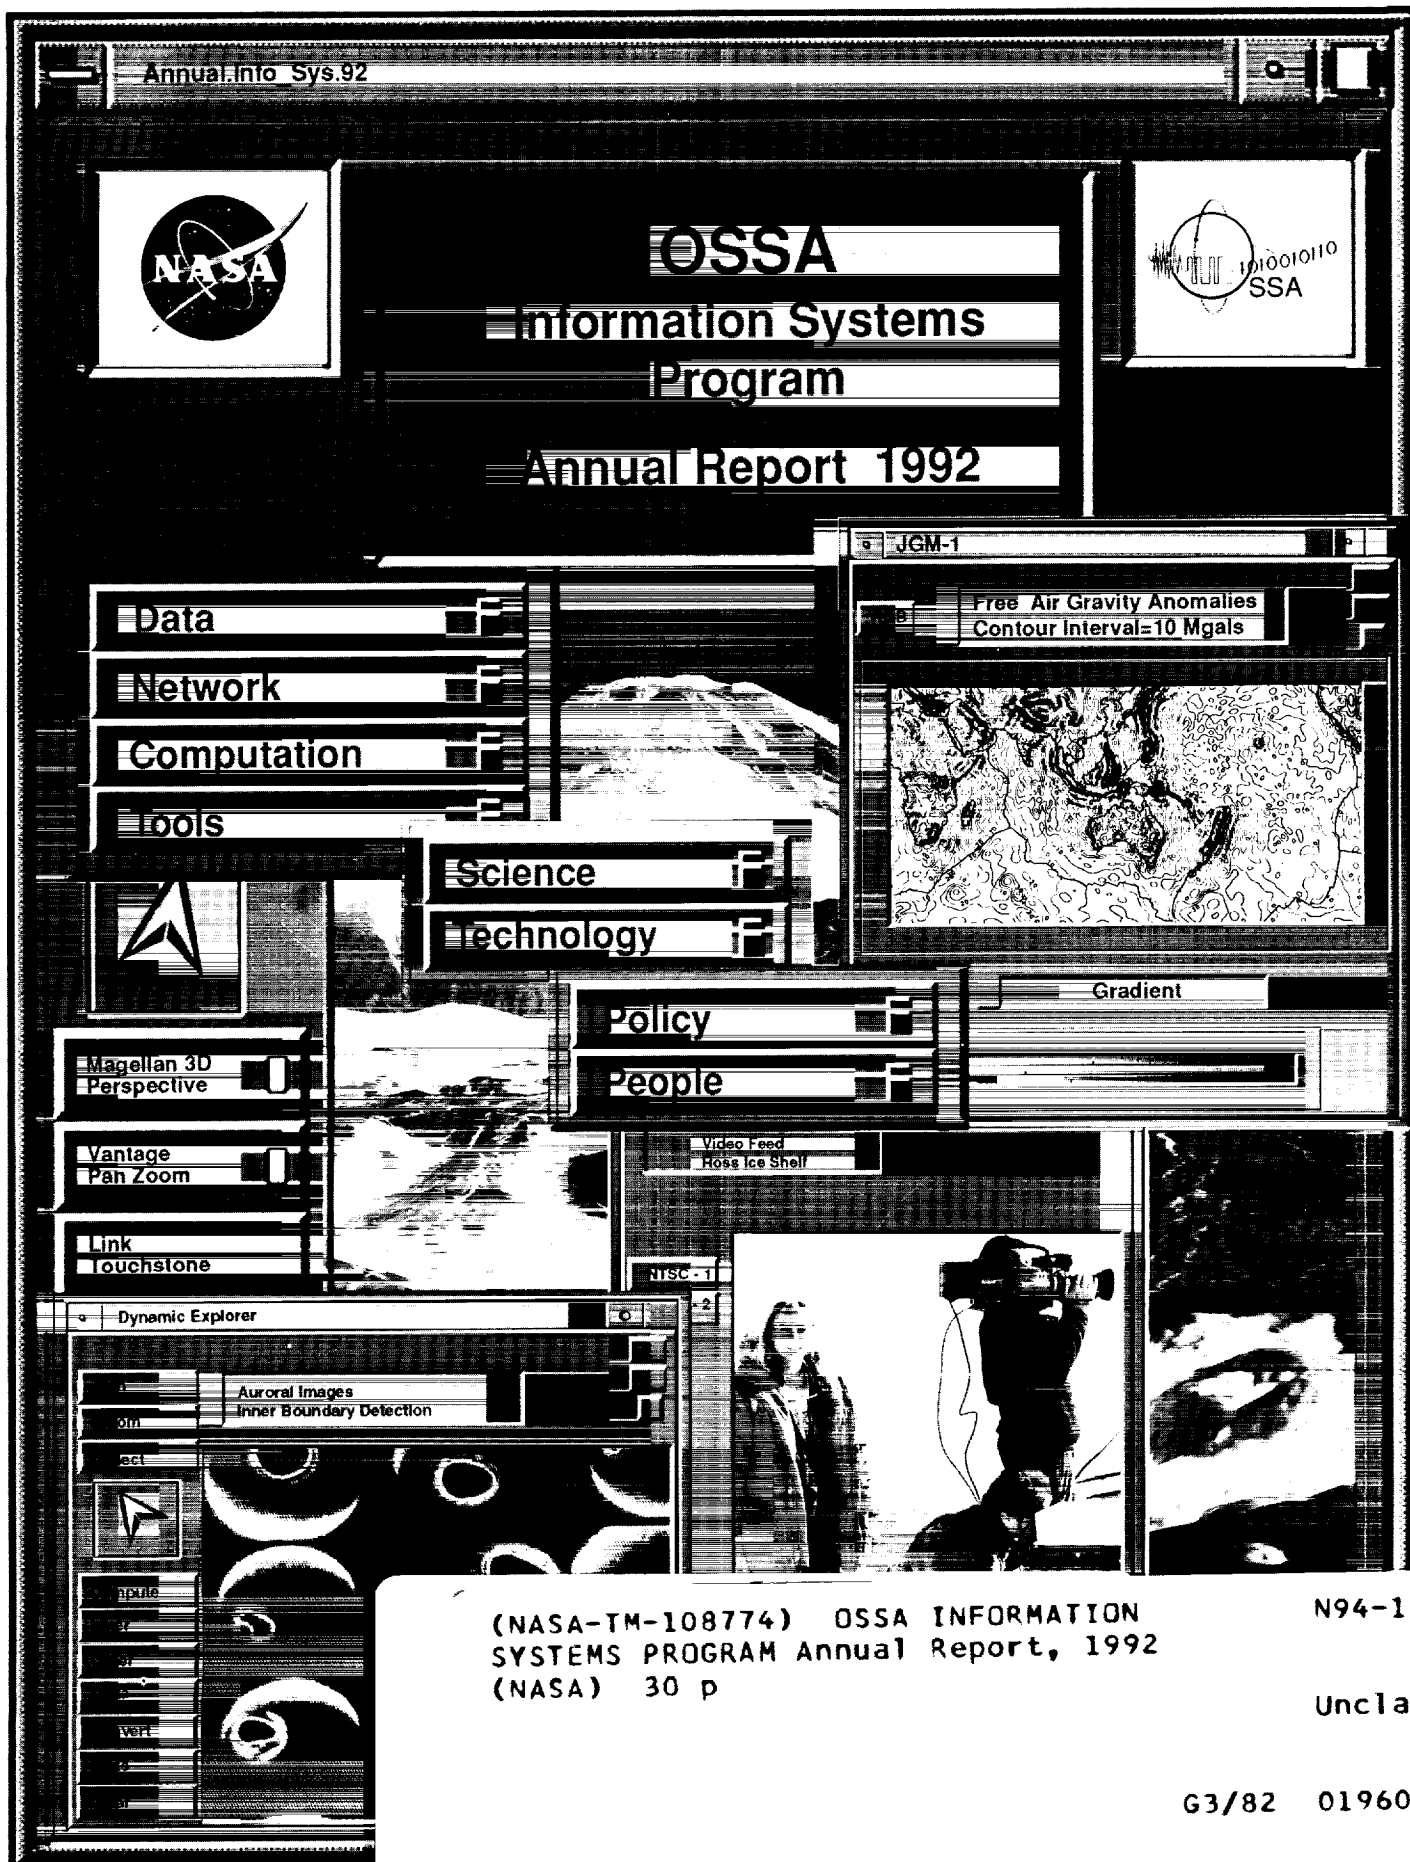 Annual.Info_Sys.92
NASA
OSSA
Information Systems
Program
Annual Report 1992
1010010110
SSA
JGM-1
Free Air Gravity Anomalies
Contour Interval=10 Mgals
Data
Network
Computation
Tools
Science
Technology
Gradient
Policy
People
Magellan 3D
Perspective
Vantage
Pan Zoom
Link
Touchstone
Video Feed
Ross Ice Shelf
NTSC - 1
- 2
Dynamic Explorer
Auroral Images
Inner Boundary Detection
(NASA-TM-108774) OSSA INFORMATION
SYSTEMS PROGRAM Annual Report, 1992
(NASA) 30 p
N94-1
Uncla
G3/82 01960